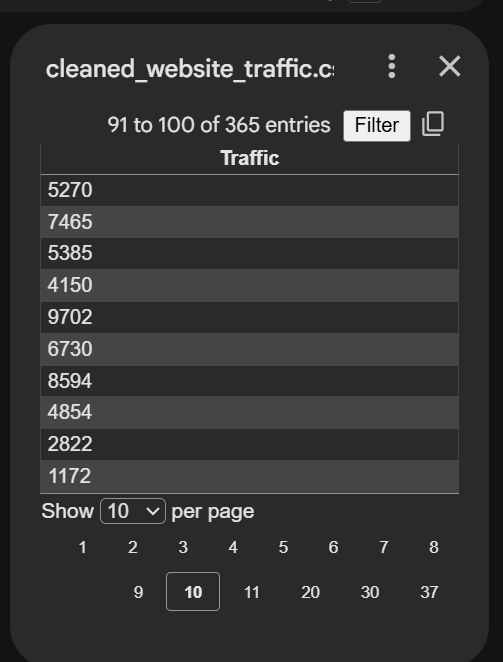 cleaned_website_traffic.cs
91 to 100 of 365 entries Filter
Traffic
5270
7465
5385
4150
9702
6730
8594
4854
2822
1172
Show 10 per page
1 2 3 4 5 6 7 8
9 10 11 20 30 37